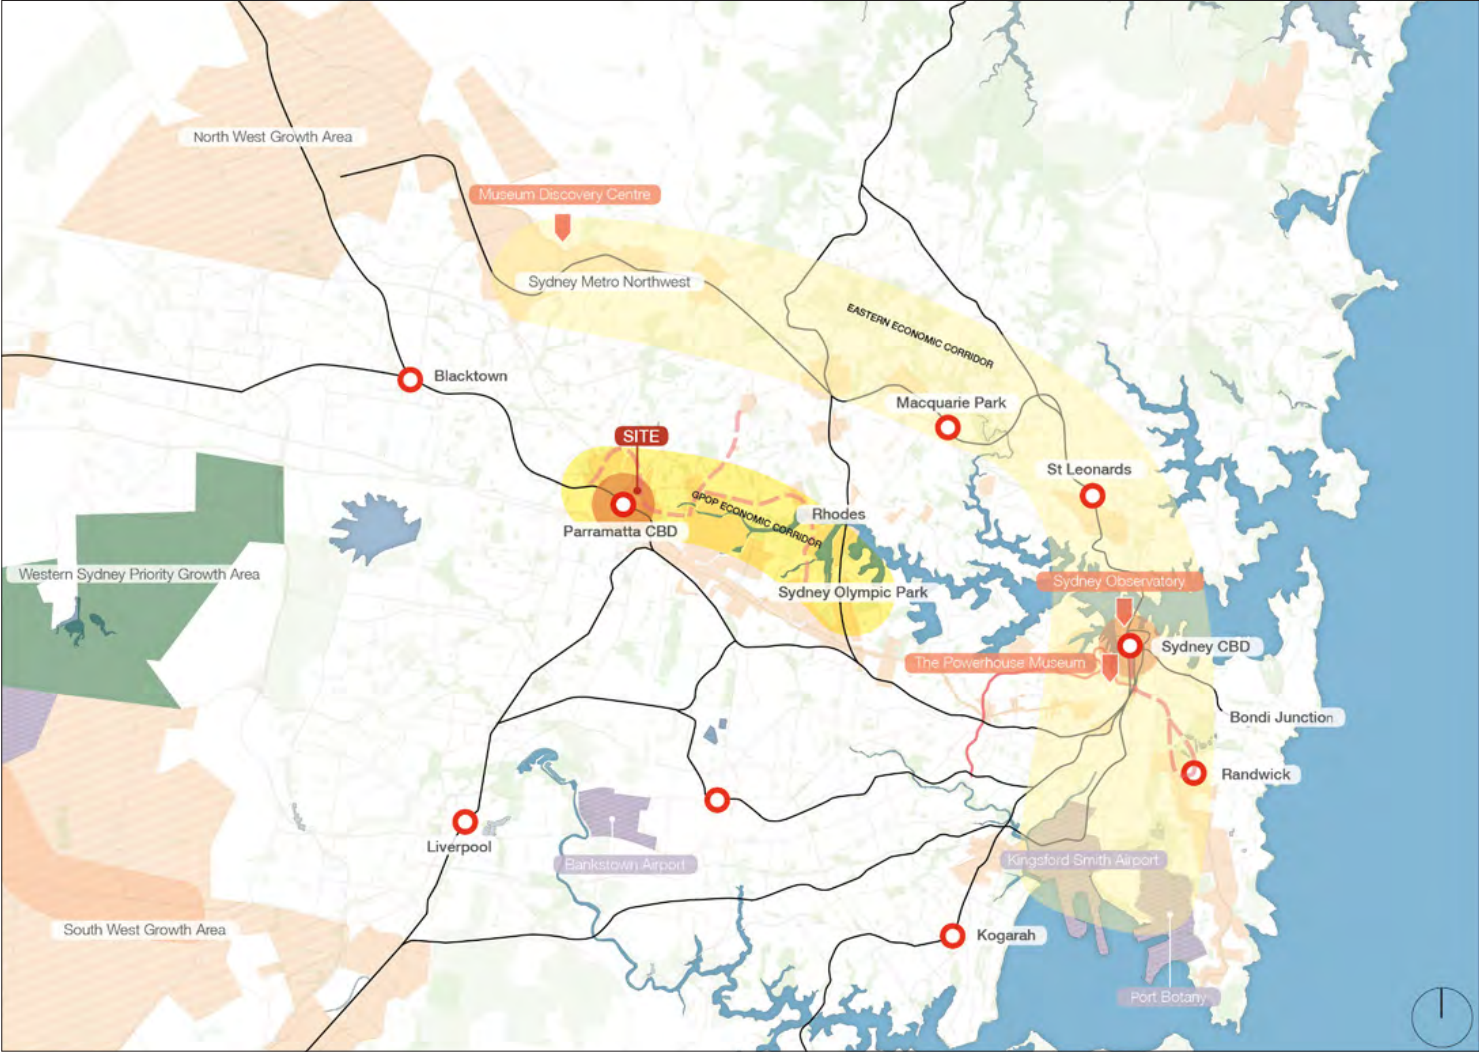 North West Growth Area
Museum Discovery Centre
Sydney Metro Northwest
EASTERN ECONOMIC CORRIDOR
Blacktown
Macquarie Park
SITE
St Leonards
GPOP ECONOMIC CORRIDOR
Rhodes
Parramatta CBD
Western Sydney Priority Growth Area
Sydney Observatory
Sydney Olympic Park
Sydney CBD
The Powerhouse Museum
Bondi Junction
Randwick
Liverpool
Bankstown Airport
Kingsford Smith Airport
South West Growth Area
Kogarah
Port Botany